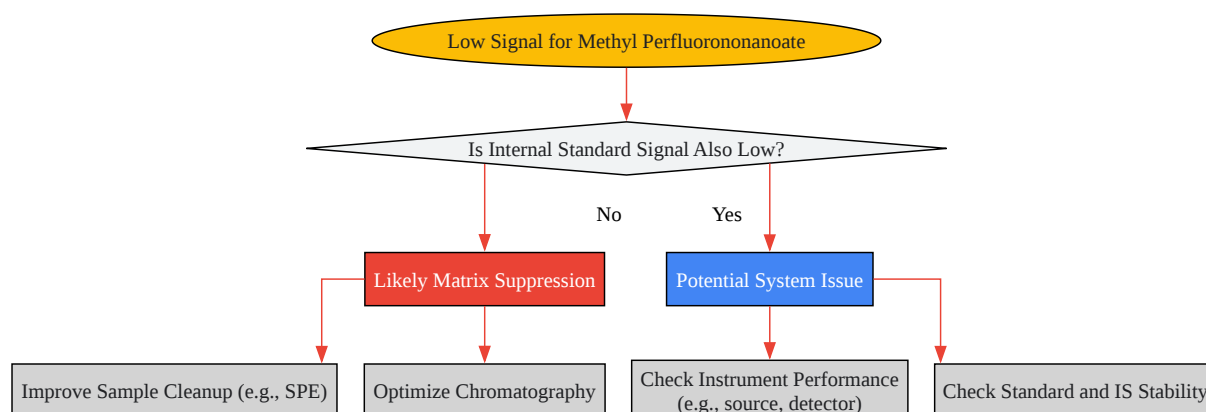 Low Signal for Methyl Perfluorononanoate
Is Internal Standard Signal Also Low?
No
Yes
Likely Matrix Suppression
Potential System Issue
Improve Sample Cleanup (e.g., SPE)
Optimize Chromatography
Check Instrument Performance
(e.g., source, detector)
Check Standard and IS Stability